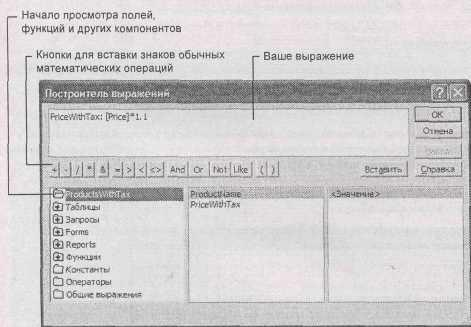 Начало просмотра полей,
функций и других компонентов
Кнопки для вставки знаков обычных
математических операций
Ваше выражение
Построитель выражений
PriceWithTax: [Price]*1.1
ОК
Отмена
+ - / * & = > < <> And Or Not Like ( )
Вставить
Справка
ProductsWithTax
Таблицы
Запросы
Forms
Reports
Функции
Константы
Операторы
Общие выражения
ProductName
PriceWithTax
<Значение>